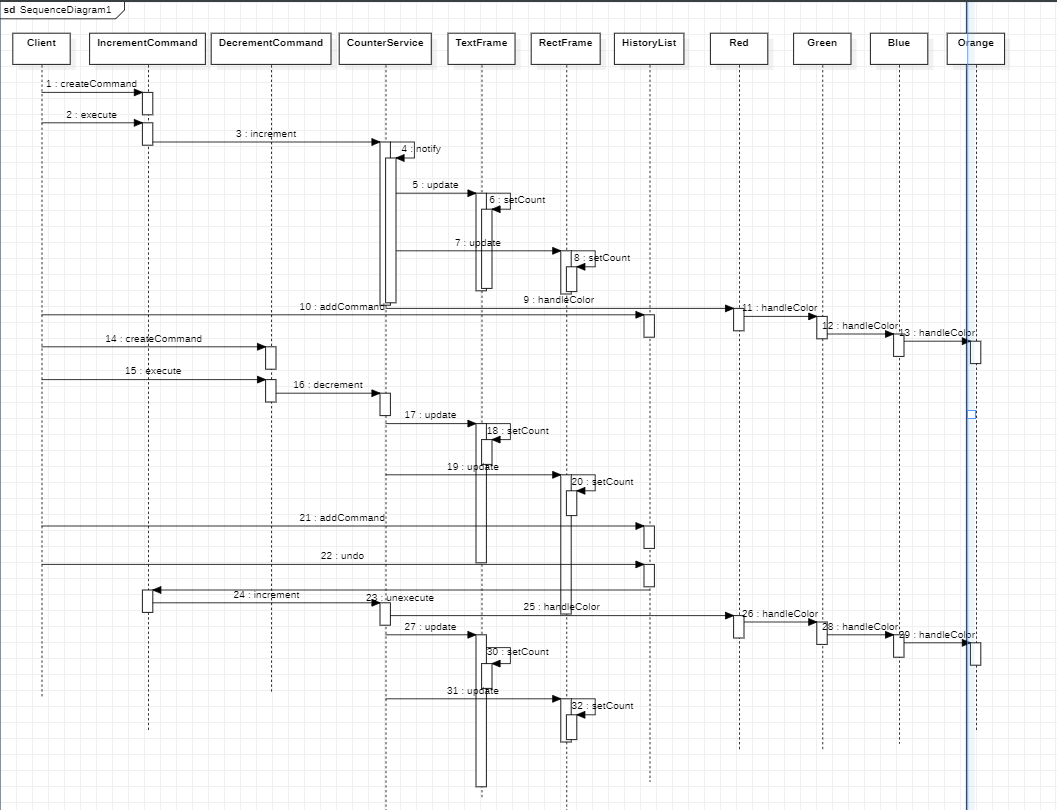 sd SequenceDiagram1
Client
IncrementCommand
DecrementCommand
CounterService
TextFrame
RectFrame
HistoryList
Red
Green
Blue
Orange
1 : createCommand
2 : execute
3 : increment
4 : notify
5 : update
6 : setCount
7 : update
8 : setCount
9 : handleColor
10 : addCommand
11 : handleColor
12 : handleColor
13 : handleColor
14 : createCommand
15 : execute
16 : decrement
17 : update
18 : setCount
19 : update
20 : setCount
21 : addCommand
22 : undo
23 : unexecute
24 : increment
25 : handleColor
26 : handleColor
27 : update
28 : handleColor
29 : handleColor
30 : setCount
31 : update
32 : setCount